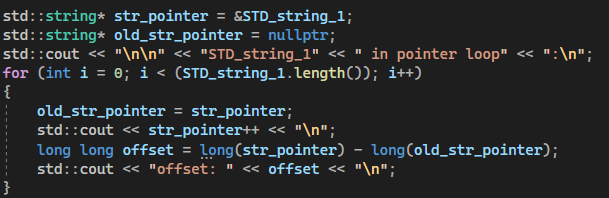 std::string* str_pointer = &STD_string_1;
std::string* old_str_pointer = nullptr;
std::cout << "\n\n" << "STD_string_1" << " in pointer loop" << ":\n";
for (int i = 0; i < (STD_string_1.length()); i++)
{
old_str_pointer = str_pointer;
std::cout << str_pointer++ << "\n";
long long offset = long(str_pointer) - long(old_str_pointer);
std::cout << "offset: " << offset << "\n";
}